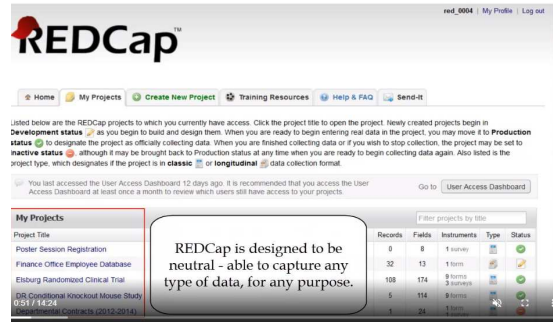 red_0004 | My Profile | Log out
REDCap™
Home My Projects Create New Project Training Resources Help & FAQ Send-It
Listed below are the REDCap projects to which you currently have access. Click the project title to open the project. Newly created projects begin in
Development status as you begin to build and design them. When you are ready to begin entering real data in the project, you may move it to Production
status to designate the project as officially collecting data. When you are finished collecting data or if you wish to stop collection, the project may be set to
Inactive status, although it may be brought back to Production status at any time when you are ready to begin collecting data again. Also listed is the
project type, which designates if the project is in classic or longitudinal data collection format.
You last accessed the User Access Dashboard 12 days ago. It is recommended that you access the User
Access Dashboard at least once a month to review which users still have access to your projects.
Go to User Access Dashboard
My Projects
Filter projects by title
Project Title Records Fields Instruments Type Status
Poster Session Registration 0 8 1 survey
Finance Office Employee Database 32 13 1 form
Elsburg Randomized Clinical Trial 108 174 9 forms
3 surveys
DR Conditional Knockout Mouse Study 5 114 9 forms
Departmental Contracts (2012-2014) 1 24 1 form
REDCap is designed to be
neutral - able to capture any
type of data, for any purpose.
0:51 / 14:24